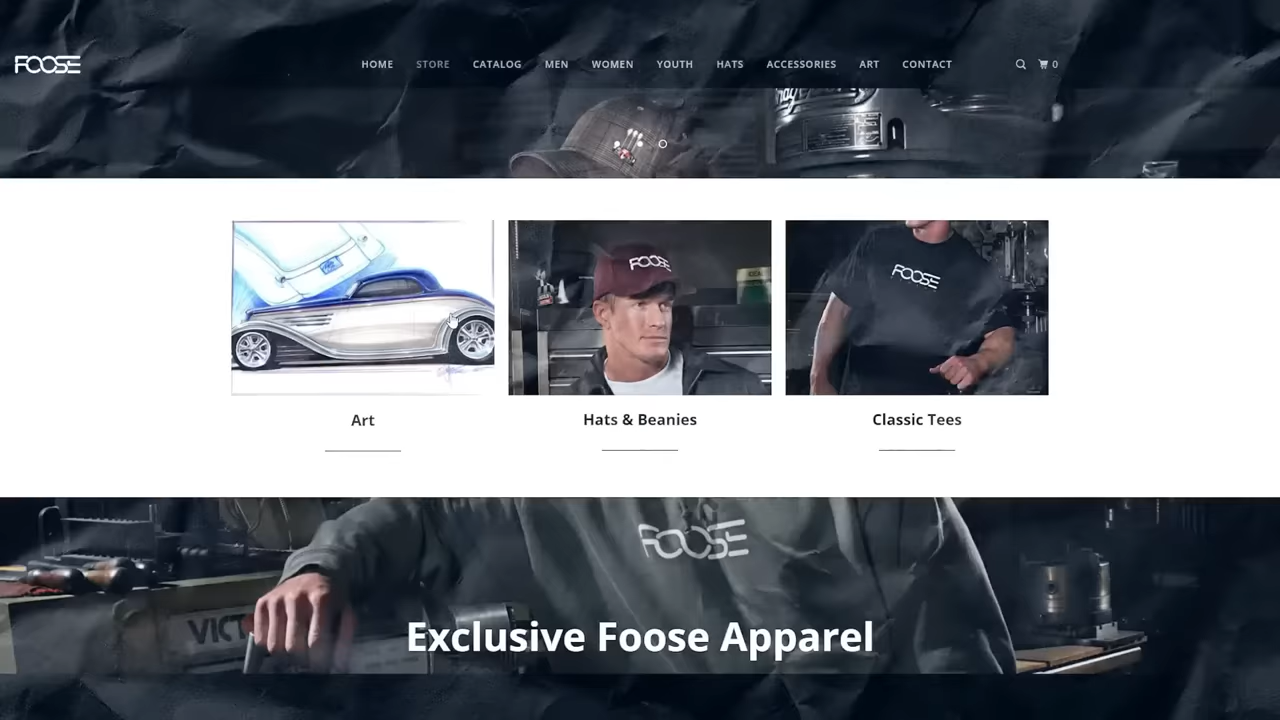 FOOSE
HOME STORE CATALOG MEN WOMEN YOUTH HATS ACCESSORIES ART CONTACT 0
FOOSE
FOOSE
Art
Hats & Beanies
Classic Tees
FOOSE
VICT
Exclusive Foose Apparel